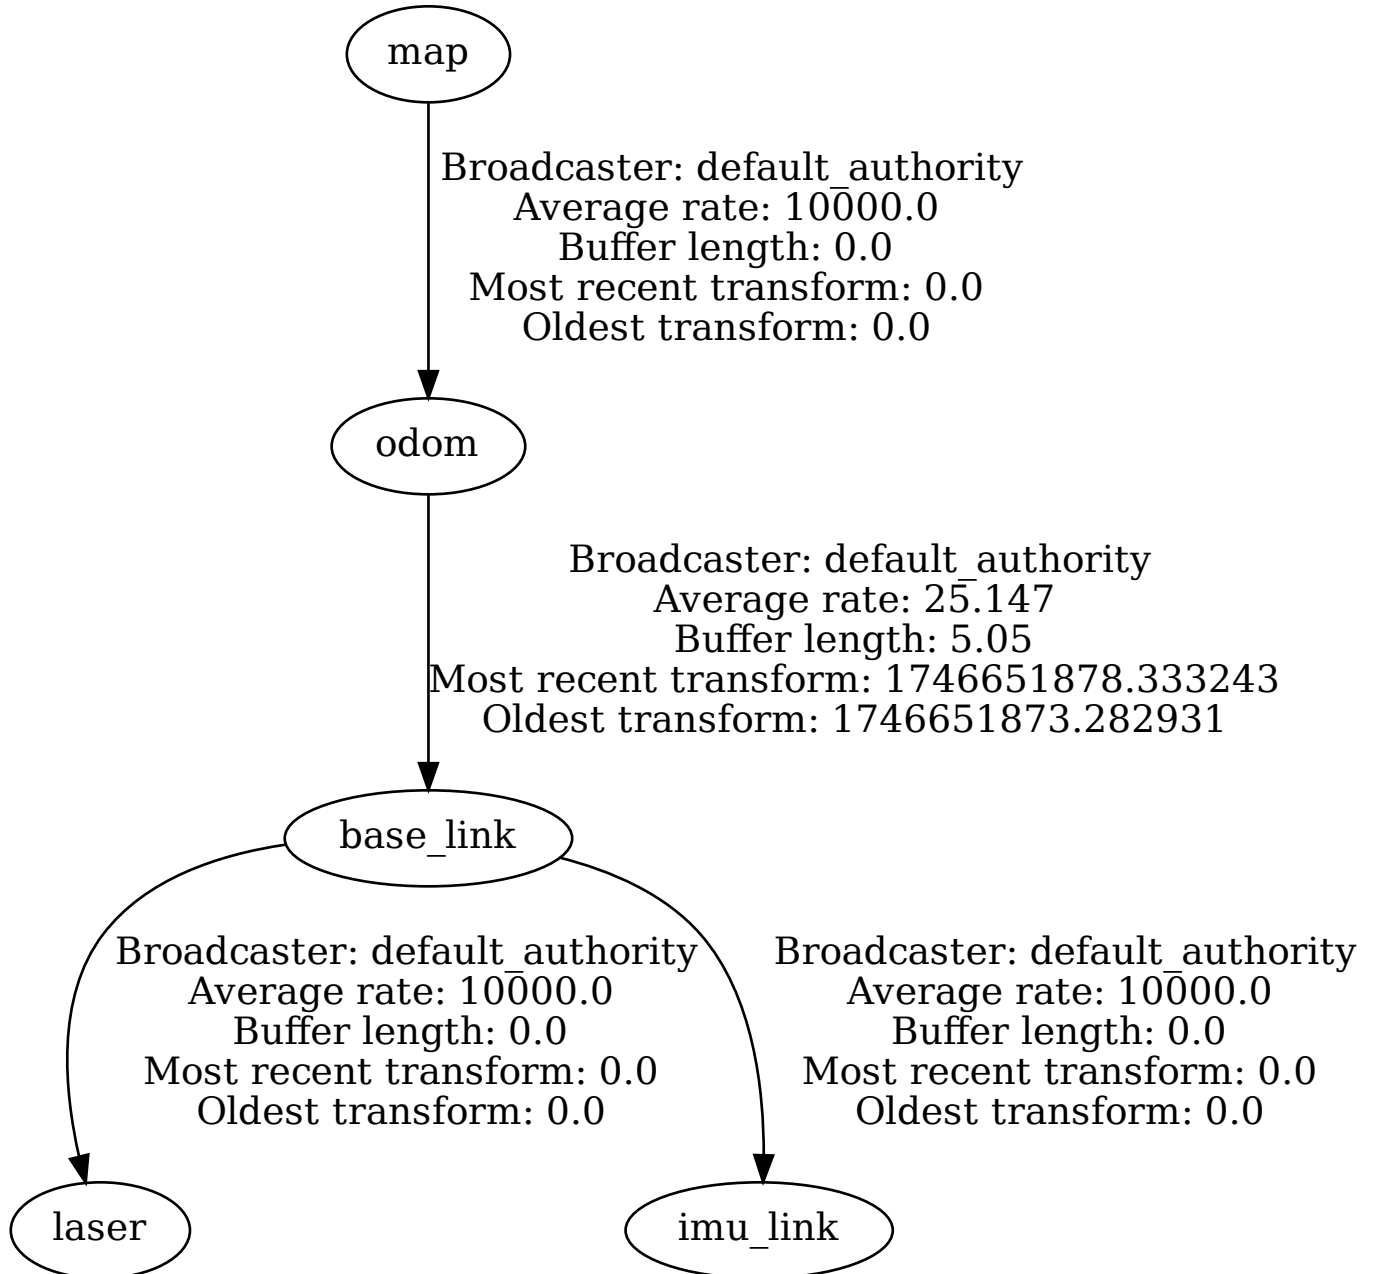 map
Broadcaster: default_authority
Average rate: 10000.0
Buffer length: 0.0
Most recent transform: 0.0
Oldest transform: 0.0
odom
Broadcaster: default_authority
Average rate: 25.147
Buffer length: 5.05
Most recent transform: 1746651878.333243
Oldest transform: 1746651873.282931
base_link
Broadcaster: default_authority
Average rate: 10000.0
Buffer length: 0.0
Most recent transform: 0.0
Oldest transform: 0.0
Broadcaster: default_authority
Average rate: 10000.0
Buffer length: 0.0
Most recent transform: 0.0
Oldest transform: 0.0
laser
imu_link